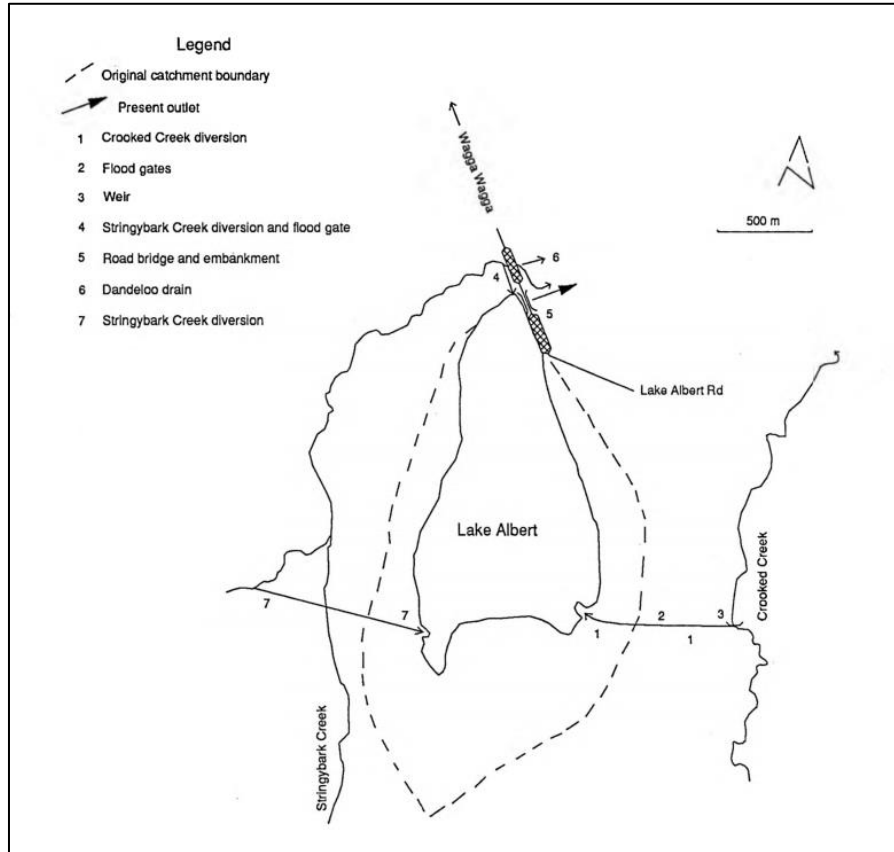 Legend
Original catchment boundary
Present outlet
1 Crooked Creek diversion
2 Flood gates
3 Weir
4 Stringybark Creek diversion and flood gate
5 Road bridge and embankment
6 Dandeloo drain
7 Stringybark Creek diversion
Wagga Wagga
500 m
6
4
5
Lake Albert Rd
Lake Albert
7
7
1
2
1
3
Crooked Creek
Stringybark Creek